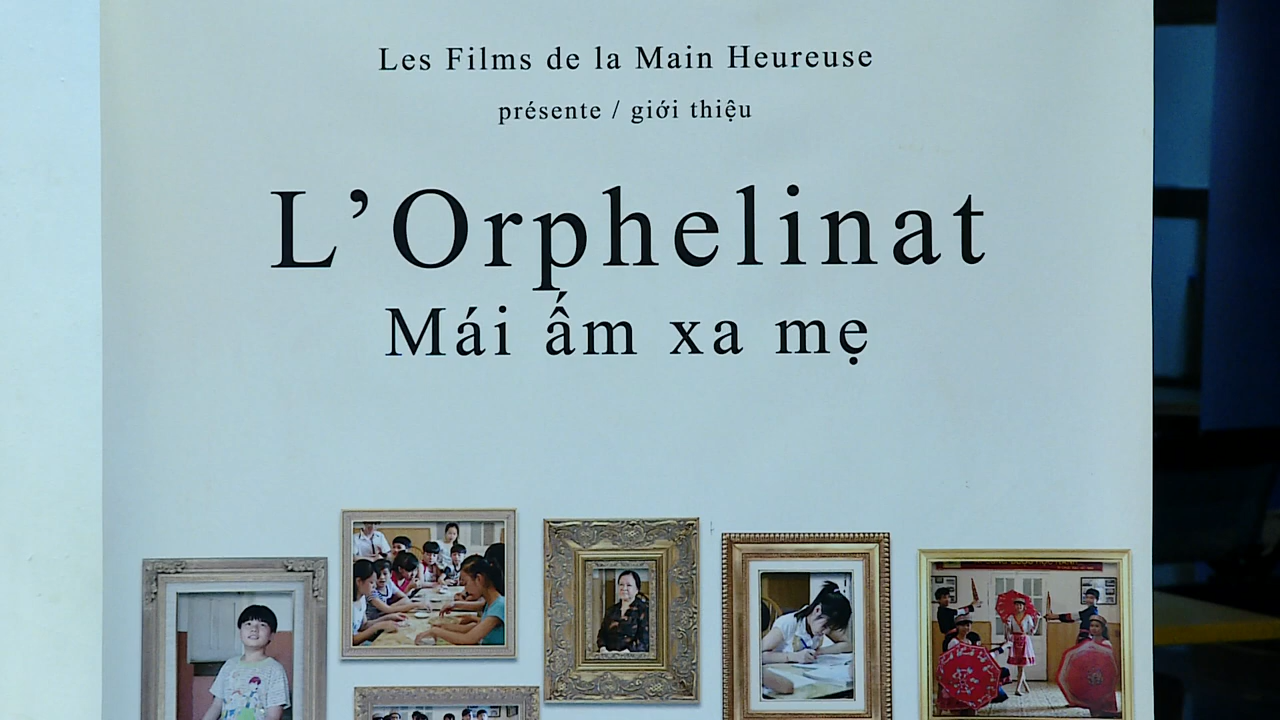 Les Films de la Main Heureuse
présente / giới thiệu
L’Orphelinat
Mái ấm xa mẹ